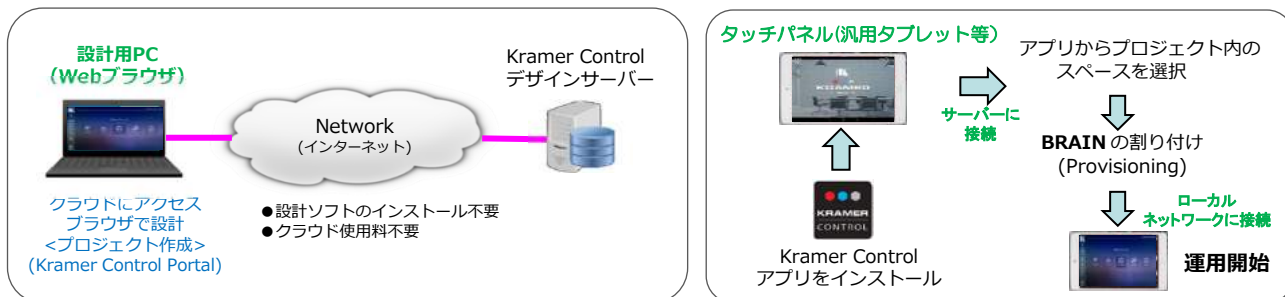 設計用PC
(Webブラウザ)
Kramer Control
デザインサーバー
Network
(インターネット)
クラウドにアクセス
ブラウザで設計
<プロジェクト作成>
(Kramer Control Portal)
●設計ソフトのインストール不要
●クラウド使用料不要
タッチパネル(汎用タブレット等)
KRAMER
サーバーに
接続
KRAMER
CONTROL
Kramer Control
アプリをインストール
アプリからプロジェクト内の
スペースを選択
BRAIN の割り付け
(Provisioning)
ローカル
ネットワークに接続
運用開始